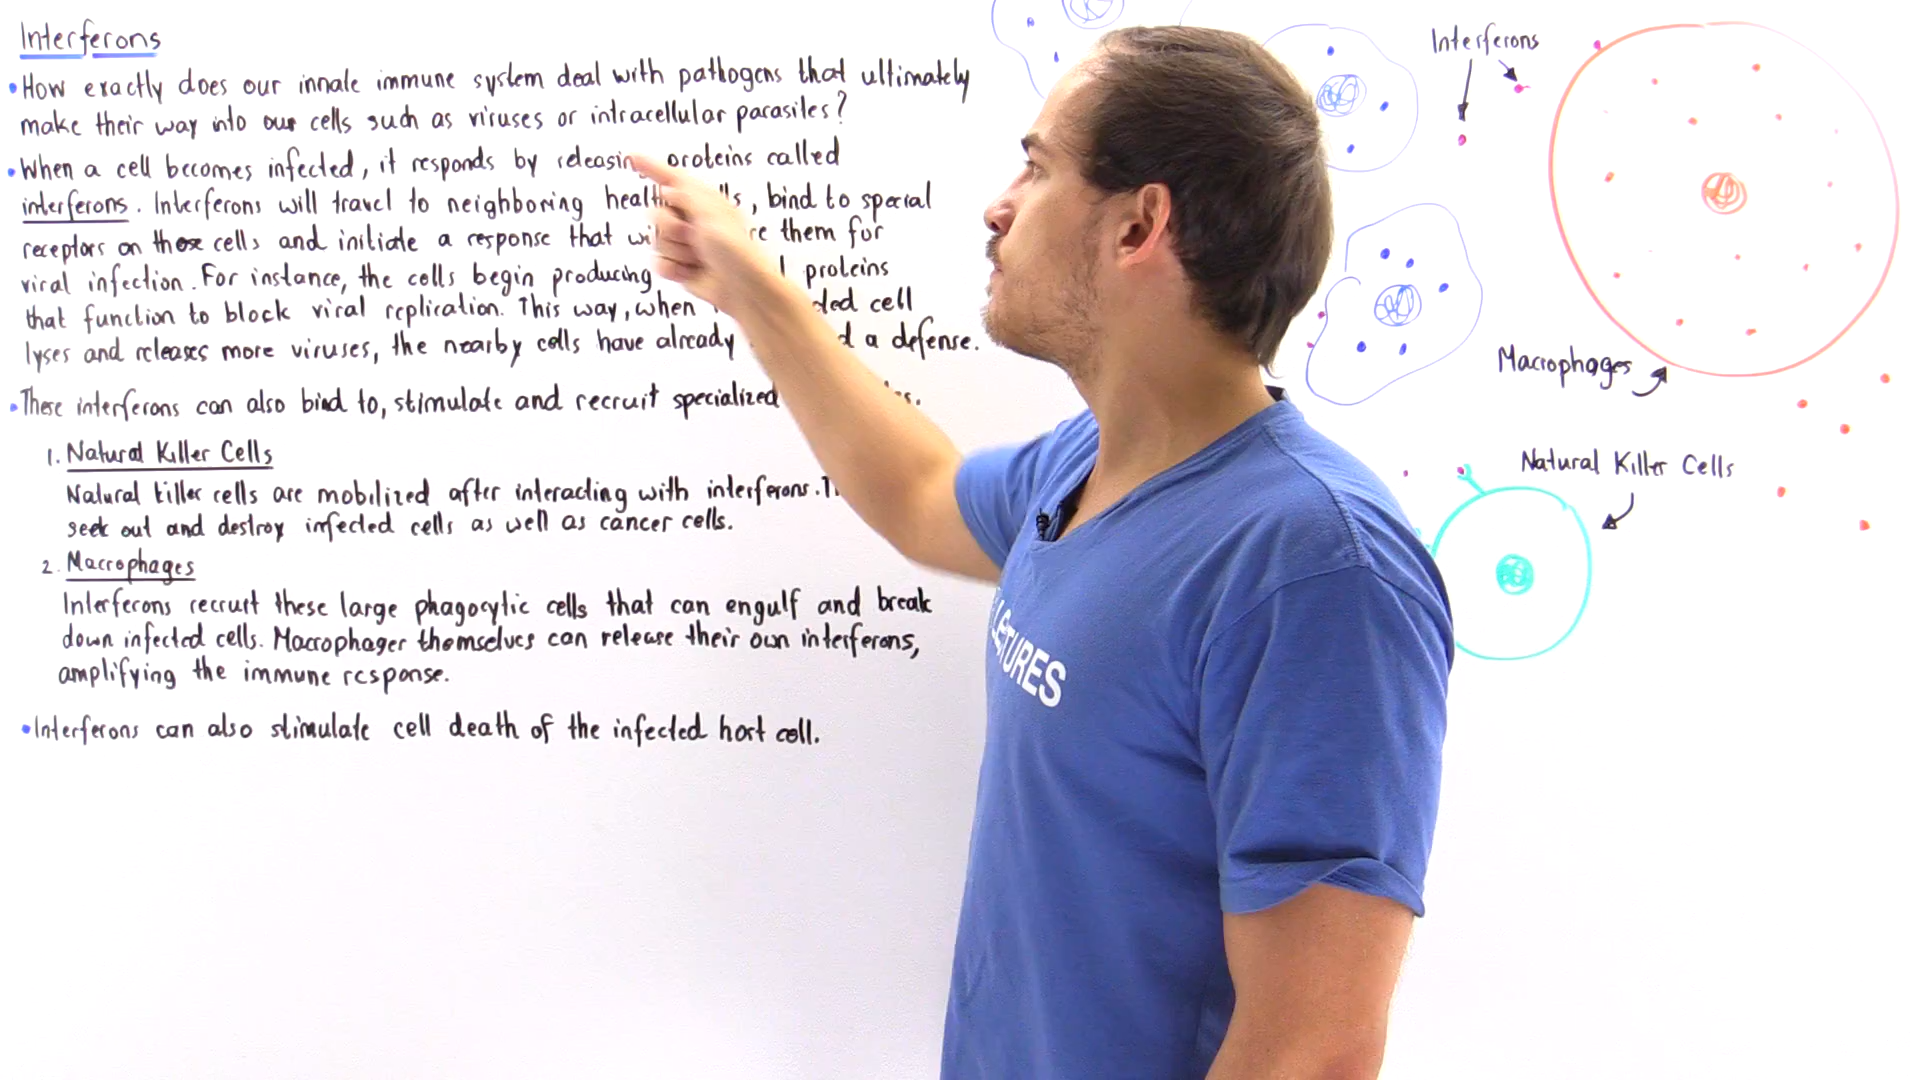 Interferons
• How exactly does our innate immune system deal with pathogens that ultimately
make their way into our cells such as viruses or intracellular parasites?
• When a cell becomes infected, it responds by releasing proteins called
interferons. Interferons will travel to neighboring, bind to special
receptors on those cells and initiate a response that them for
viral infection. For instance, the cells begin producing proteins
that function to block viral replication. This way, when cell
lyses and releases more viruses, the nearby cells have already a defense.
• These interferons can also bind to, stimulate and recruit specialized
1. Natural Killer Cells
Natural killer cells are mobilized after interacting with interferons.
seek out and destroy infected cells as well as cancer cells.
2. Macrophages
Interferons recruit these large phagocytic cells that can engulf and break
down infected cells. Macrophages themselves can release their own interferons,
amplifying the immune response.
• Interferons can also stimulate cell death of the infected host cell.
Interferons
Macrophages
Natural Killer Cells